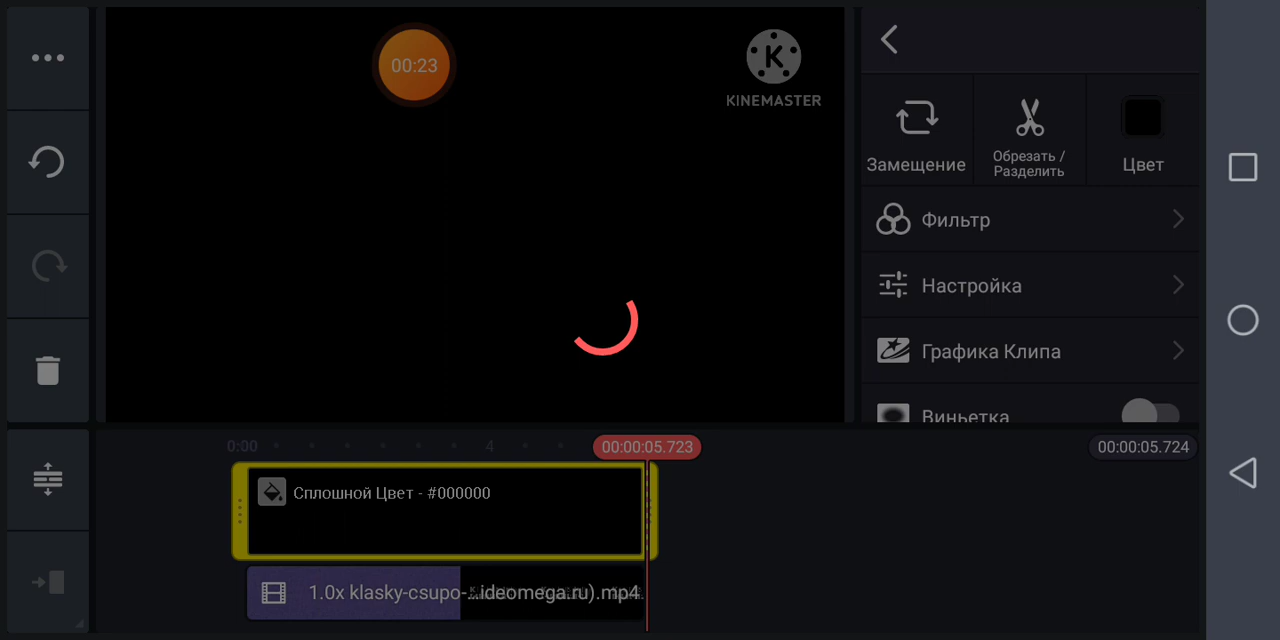 00:23
KINEMASTER
Замещение
Обрезать /
Разделить
Цвет
Фильтр
Настройка
Графика Клипа
Виньетка
0:00
4
00:00:05.723
00:00:05.724
Сплошной Цвет - #000000
1.0x klasky-csupo-...ideomega.ru).mp4